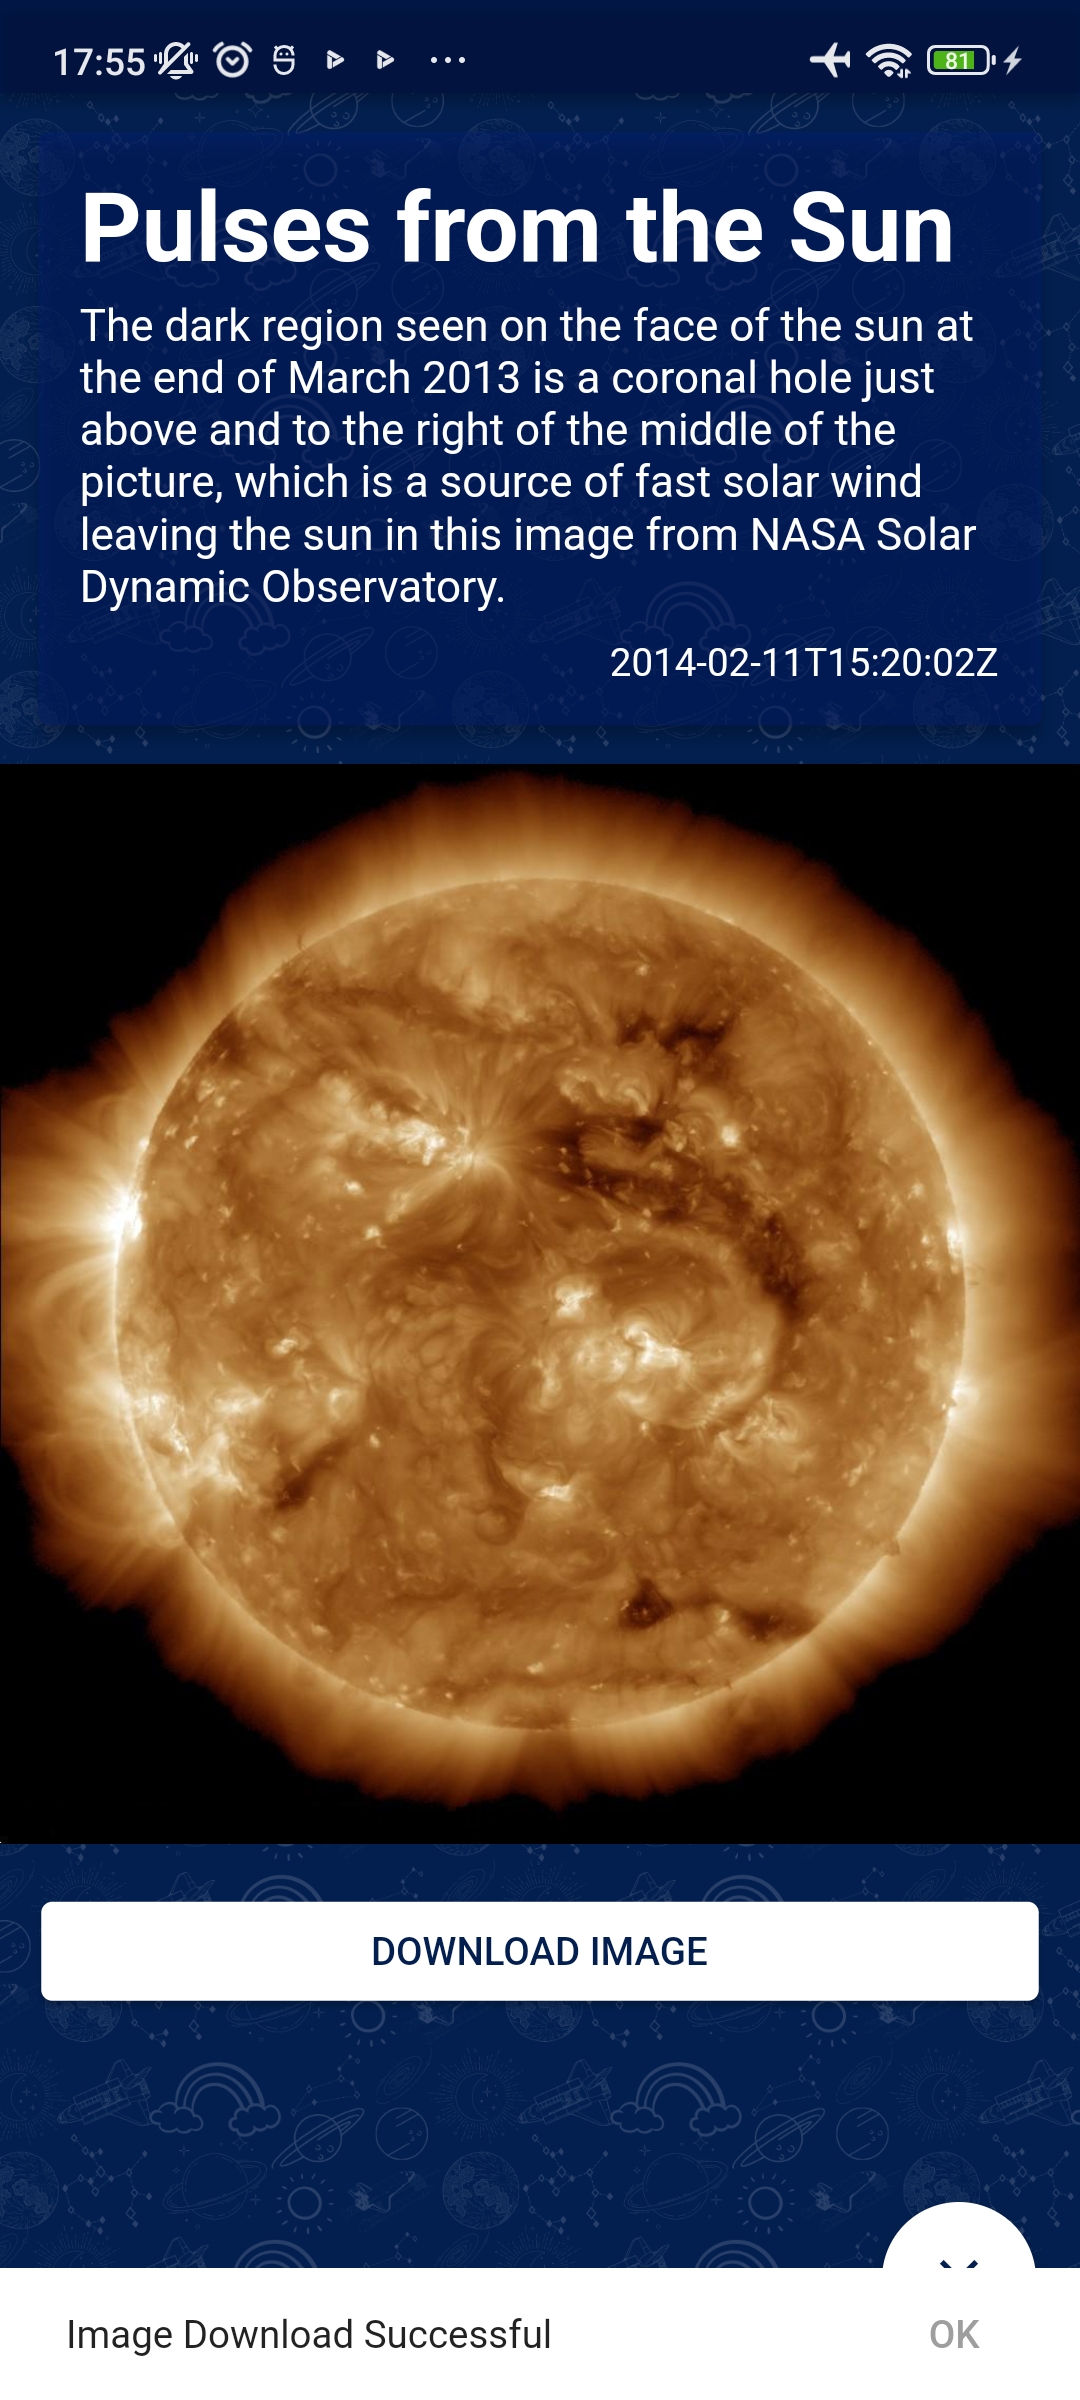 17:55
81
Pulses from the Sun
The dark region seen on the face of the sun at
the end of March 2013 is a coronal hole just
above and to the right of the middle of the
picture, which is a source of fast solar wind
leaving the sun in this image from NASA Solar
Dynamic Observatory.
2014-02-11T15:20:02Z
DOWNLOAD IMAGE
Image Download Successful
OK